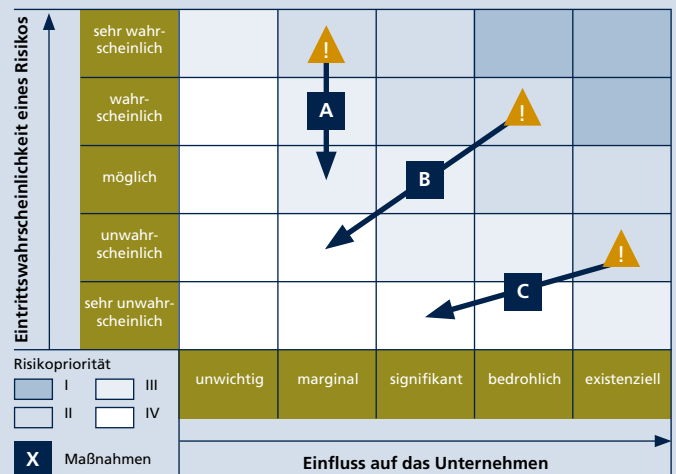 Eintrittswahrscheinlichkeit eines Risikos
sehr wahr-
scheinlich
!
wahr-
scheinlich
A
!
möglich
B
unwahr-
scheinlich
!
sehr unwahr-
scheinlich
C
Risikopriorität
I
III
II
IV
unwichtig
marginal
signifikant
bedrohlich
existenziell
X
Maßnahmen
Einfluss auf das Unternehmen